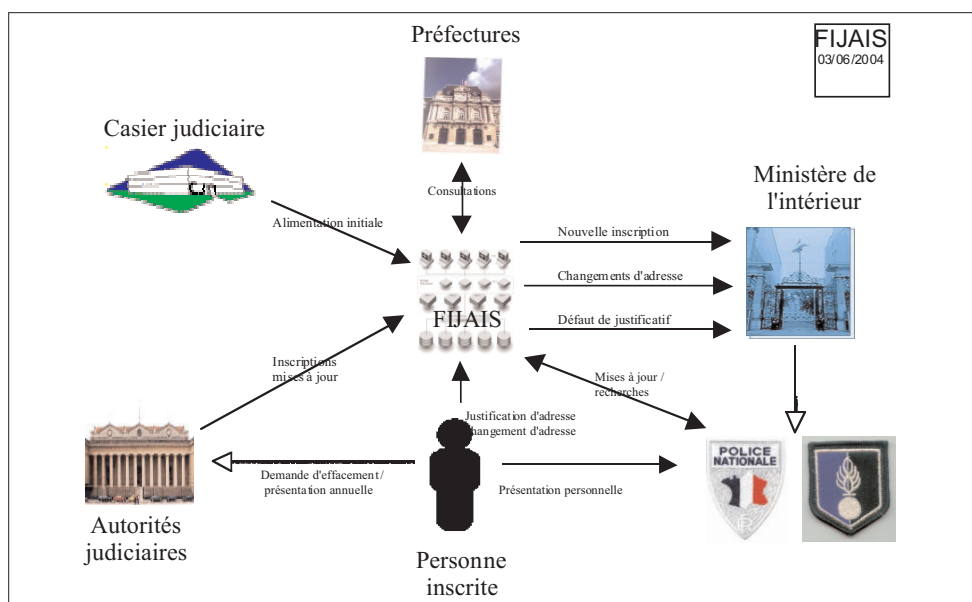 Préfectures
FIJAIS
03/06/2004
Casier judiciaire
CJN
Consultations
Ministère de
l'intérieur
Alimentation initiale
Nouvelle inscription
Changements d'adresse
FIJAIS
Défaut de justificatif
Inscriptions
mises à jour
Mises à jour /
recherches
Justification d'adresse
changement d'adresse
POLICE
NATIONALE
RF
Demande d'effacement/
présentation annuelle
Présentation personnelle
Autorités
judiciaires
Personne
inscrite